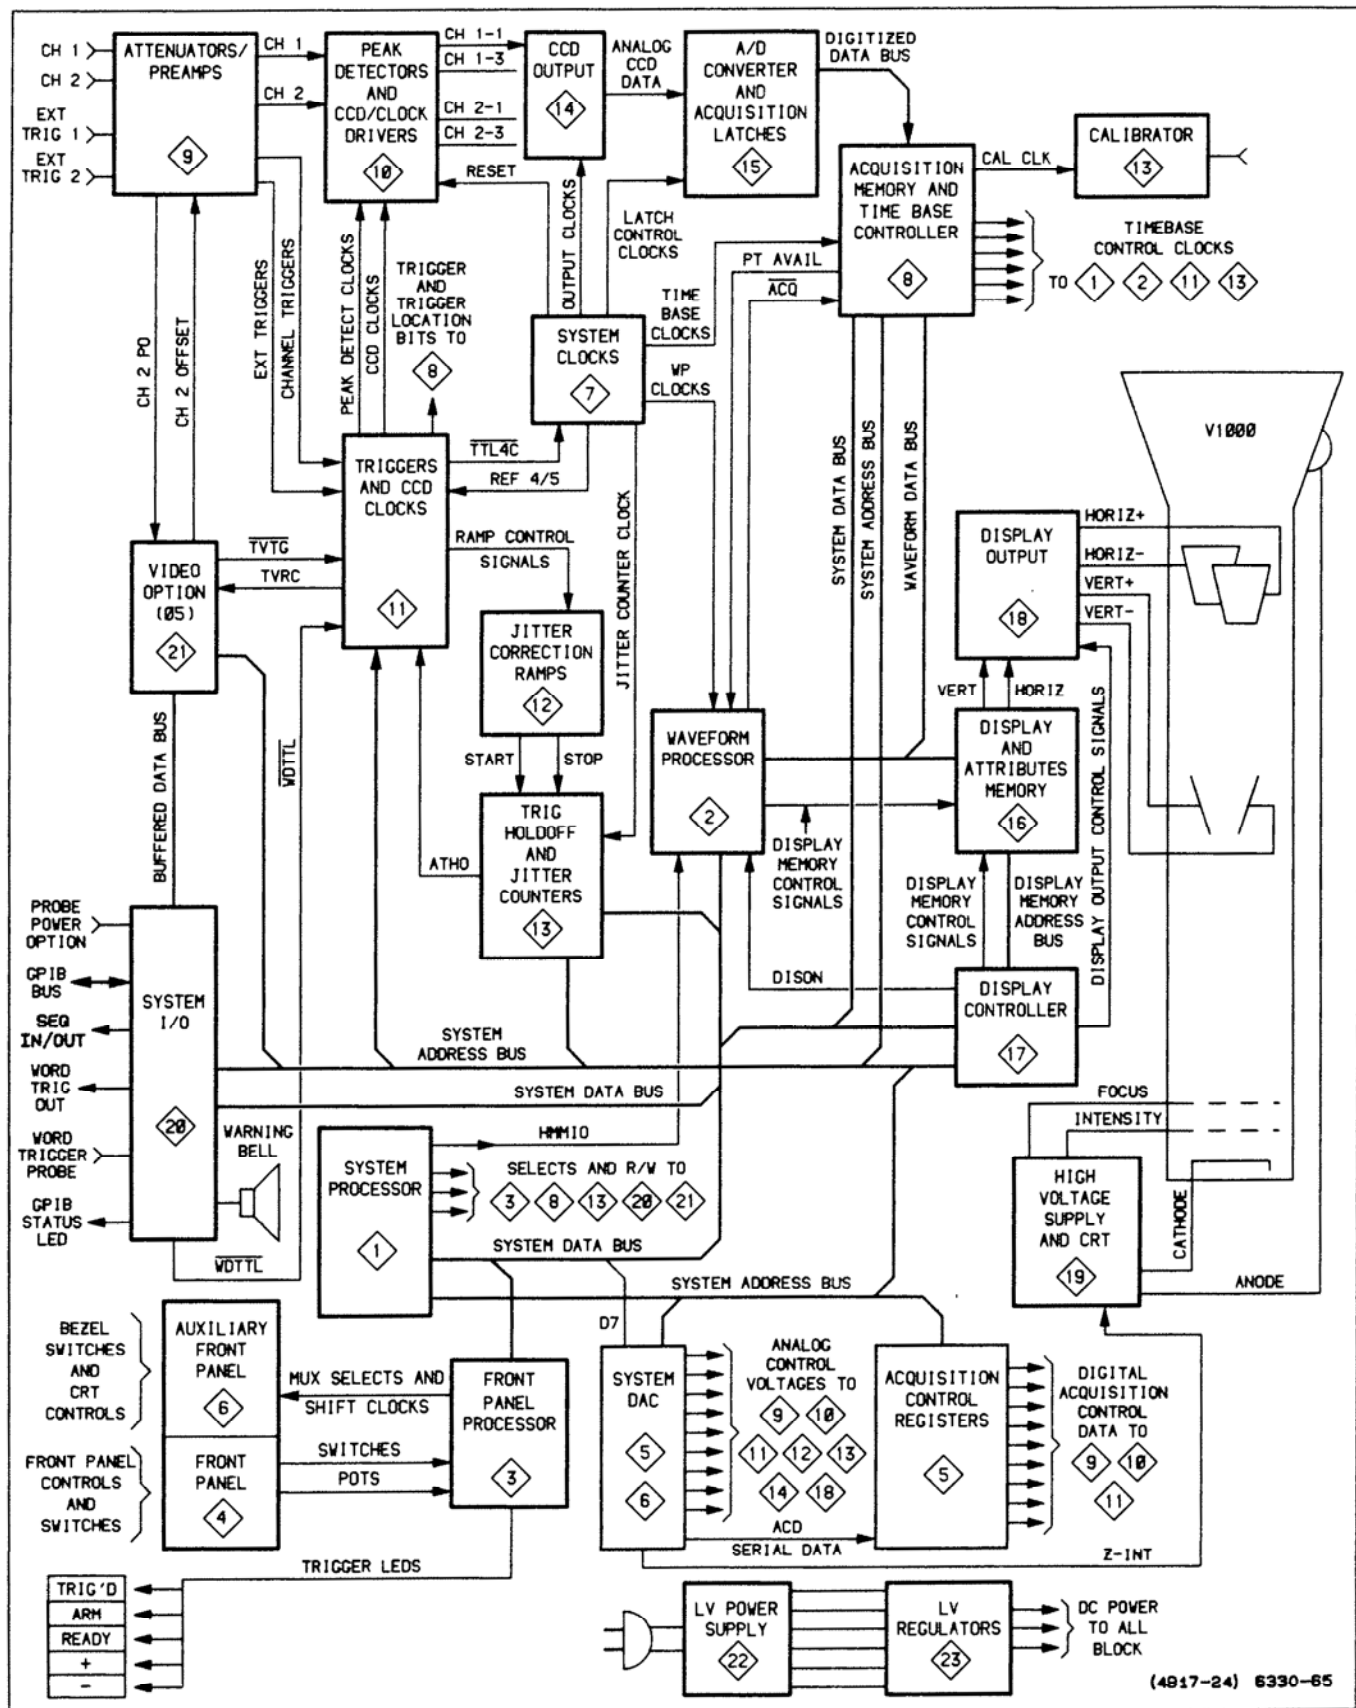 CH 1
CH 2
EXT
TRIG 1
EXT
TRIG 2
ATTENUATORS/
PREAMPS
9
CH 1
CH 2
PEAK
DETECTORS
AND
CCD/CLOCK
DRIVERS
10
CH 1-1
CH 1-3
CH 2-1
CH 2-3
RESET
CCD
OUTPUT
14
ANALOG
CCD
DATA
A/D
CONVERTER
AND
ACQUISITION
LATCHES
15
DIGITIZED
DATA BUS
ACQUISITION
MEMORY AND
TIME BASE
CONTROLLER
8
CAL CLK
CALIBRATOR
13
TIMEBASE
CONTROL CLOCKS
TO 1 2 11 13
CH 2 PO
CH 2 OFFSET
EXT TRIGGERS
CHANNEL TRIGGERS
PEAK DETECT CLOCKS
CCD CLOCKS
TRIGGER
AND
TRIGGER
LOCATION
BITS TO
8
OUTPUT CLOCKS
LATCH
CONTROL
CLOCKS
TIME
BASE
CLOCKS
PT AVAIL
ACQ
SYSTEM
CLOCKS
7
WP
CLOCKS
TTL4C
REF 4/5
TRIGGERS
AND CCD
CLOCKS
11
RAMP CONTROL
SIGNALS
JITTER COUNTER CLOCK
SYSTEM DATA BUS
SYSTEM ADDRESS BUS
WAVEFORM DATA BUS
V1000
VIDEO
OPTION
(05)
21
TVTG
TVRC
JITTER
CORRECTION
RAMPS
12
START
STOP
DISPLAY
OUTPUT
18
HORIZ+
HORIZ-
VERT+
VERT-
VERT
HORIZ
BUFFERED DATA BUS
WDTTL
WAVEFORM
PROCESSOR
2
DISPLAY
AND
ATTRIBUTES
MEMORY
16
DISPLAY OUTPUT CONTROL SIGNALS
TRIG
HOLDOFF
AND
JITTER
COUNTERS
13
ATHO
DISPLAY
MEMORY
CONTROL
SIGNALS
DISPLAY
MEMORY
CONTROL
SIGNALS
DISPLAY
MEMORY
ADDRESS
BUS
PROBE
POWER
OPTION
GPIB
BUS
SEQ
IN/OUT
WORD
TRIG
OUT
WORD
TRIGGER
PROBE
GPIB
STATUS
LED
SYSTEM
I/O
20
DISON
DISPLAY
CONTROLLER
17
SYSTEM
ADDRESS BUS
SYSTEM DATA BUS
WARNING
BELL
WDTTL
SYSTEM
PROCESSOR
1
HMMIO
SELECTS AND R/W TO
3 8 13 20 21
SYSTEM DATA BUS
SYSTEM ADDRESS BUS
FOCUS
INTENSITY
HIGH
VOLTAGE
SUPPLY
AND CRT
19
CATHODE
ANODE
D7
BEZEL
SWITCHES
AND
CRT
CONTROLS
AUXILIARY
FRONT
PANEL
6
MUX SELECTS AND
SHIFT CLOCKS
FRONT PANEL
CONTROLS
AND
SWITCHES
FRONT
PANEL
4
SWITCHES
POTS
FRONT
PANEL
PROCESSOR
3
SYSTEM
DAC
5
6
ANALOG
CONTROL
VOLTAGES TO
9 10
11 12 13
14 18
ACQUISITION
CONTROL
REGISTERS
5
DIGITAL
ACQUISITION
CONTROL
DATA TO
9 10
11
ACD
SERIAL DATA
Z-INT
TRIGGER LEDS
TRIG'D
ARM
READY
+
-
LV POWER
SUPPLY
22
LV
REGULATORS
23
DC POWER
TO ALL
BLOCK
(4917-24) 6330-65